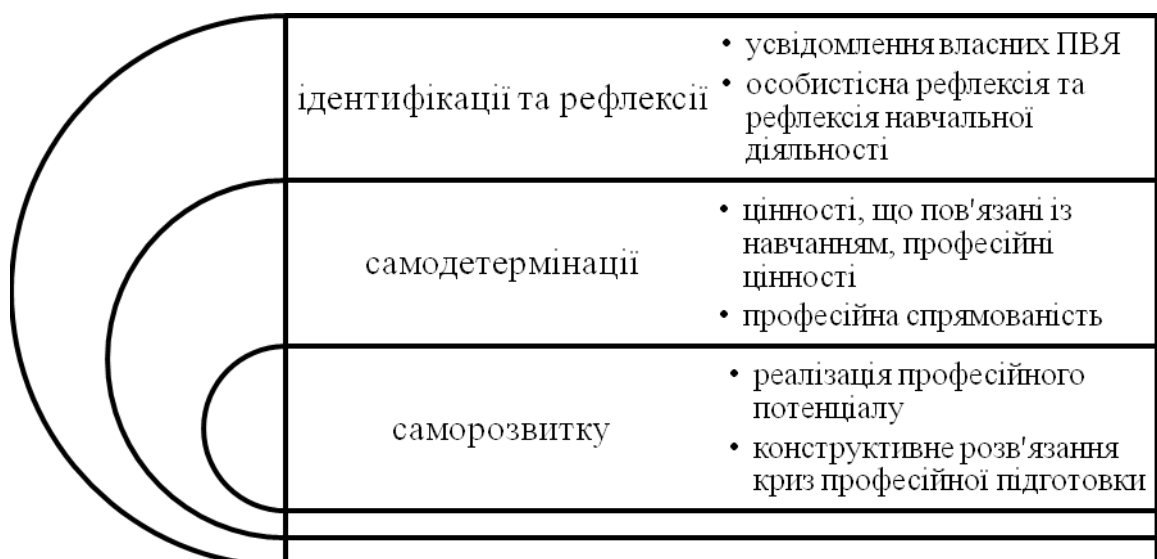 ідентифікації та рефлексії
• усвідомлення власних ПВЯ
• особистісна рефлексія та
рефлексія навчальної
діяльності
самодетермінації
• цінності, що пов'язані із
навчанням, професійні
цінності
• професійна спрямованість
саморозвитку
• реалізація професійного
потенціалу
• конструктивне розв'язання
криз професійної підготовки